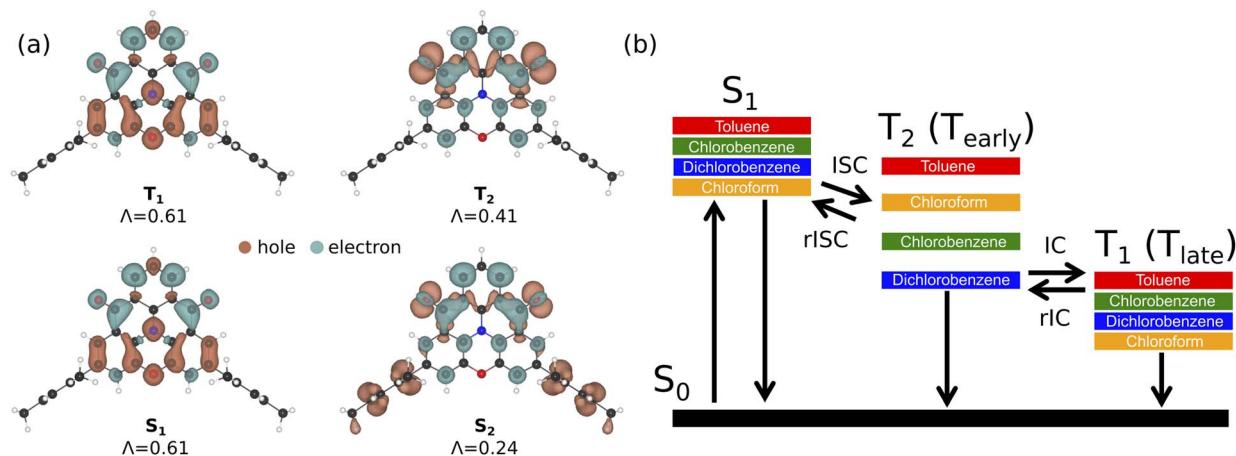 (a)
T₁
Λ=0.61
T₂
Λ=0.41
hole
electron
S₁
Λ=0.61
S₂
Λ=0.24
(b)
S₁
Toluene
Chlorobenzene
Dichlorobenzene
Chloroform
ISC
rISC
T₂ (Tearly)
Toluene
Chloroform
Chlorobenzene
Dichlorobenzene
IC
rIC
T₁ (Tlate)
Toluene
Chlorobenzene
Dichlorobenzene
Chloroform
S₀